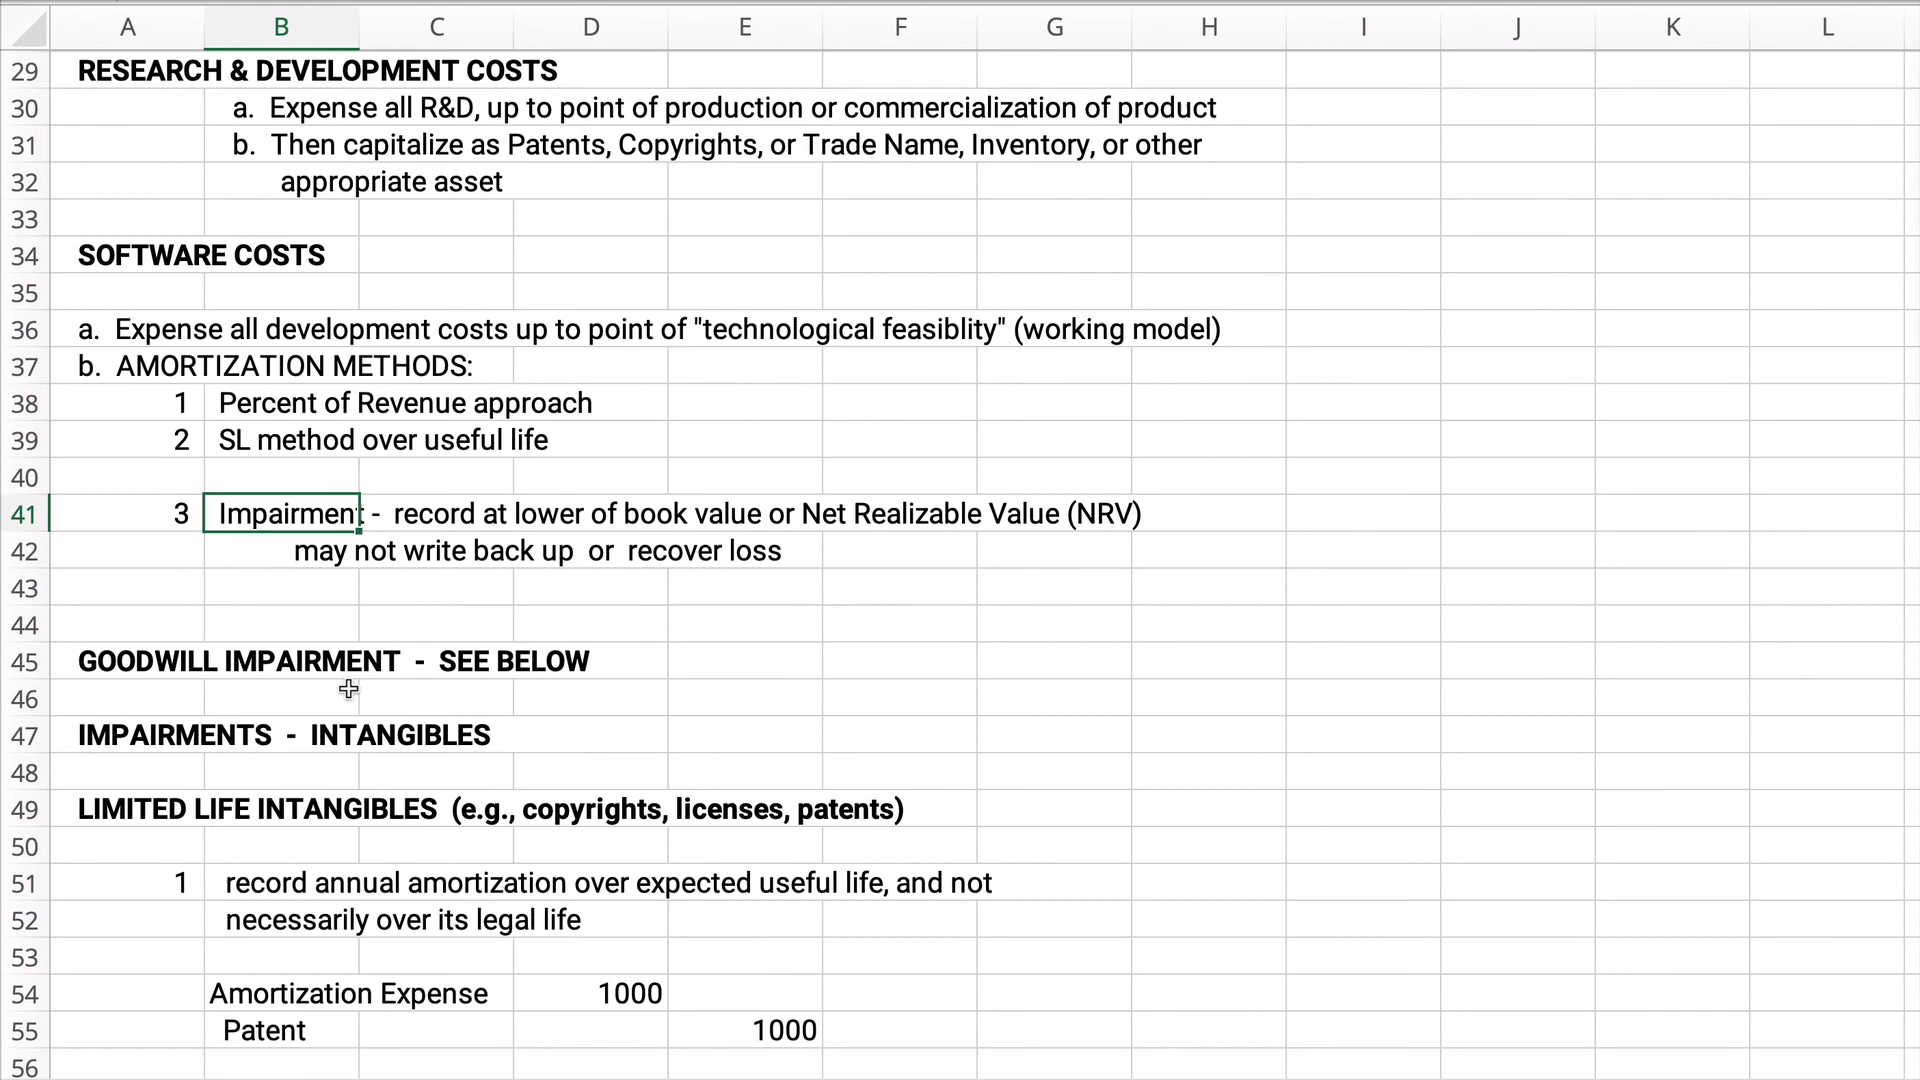 A B C D E F G H I J K L
29 RESEARCH & DEVELOPMENT COSTS
30 a. Expense all R&D, up to point of production or commercialization of product
31 b. Then capitalize as Patents, Copyrights, or Trade Name, Inventory, or other
32 appropriate asset
33
34 SOFTWARE COSTS
35
36 a. Expense all development costs up to point of "technological feasiblity" (working model)
37 b. AMORTIZATION METHODS:
38 1 Percent of Revenue approach
39 2 SL method over useful life
40
41 3 Impairment - record at lower of book value or Net Realizable Value (NRV)
42 may not write back up or recover loss
43
44
45 GOODWILL IMPAIRMENT - SEE BELOW
46
47 IMPAIRMENTS - INTANGIBLES
48
49 LIMITED LIFE INTANGIBLES (e.g., copyrights, licenses, patents)
50
51 1 record annual amortization over expected useful life, and not
52 necessarily over its legal life
53
54 Amortization Expense 1000
55 Patent 1000
56